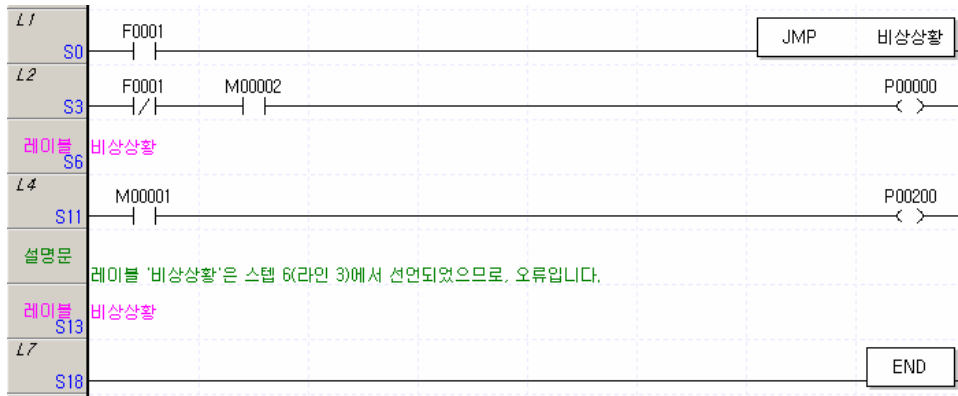 L1
F0001
JMP 비상상황
S0
L2
F0001 M00002 P00000
S3
레이블 비상상황
S6
L4
M00001 P00200
S11
설명문
레이블 '비상상황'은 스텝 6(라인 3)에서 선언되었으므로, 오류입니다.
레이블 비상상황
S13
L7
END
S18